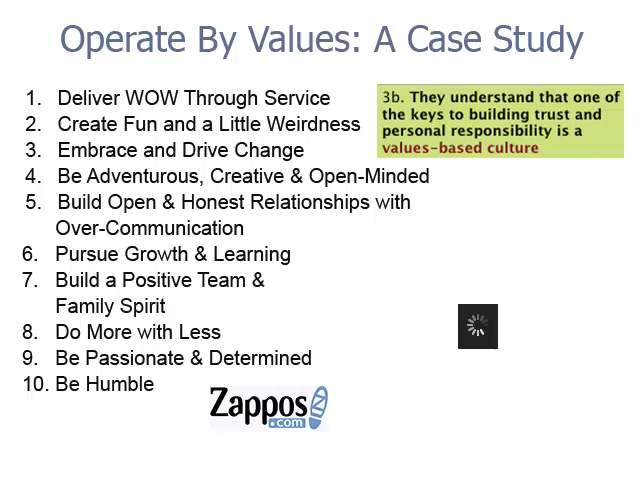 Operate By Values: A Case Study
1. Deliver WOW Through Service
2. Create Fun and a Little Weirdness
3. Embrace and Drive Change
4. Be Adventurous, Creative & Open-Minded
5. Build Open & Honest Relationships with
Over-Communication
6. Pursue Growth & Learning
7. Build a Positive Team &
Family Spirit
8. Do More with Less
9. Be Passionate & Determined
10. Be Humble
3b. They understand that one of
the keys to building trust and
personal responsibility is a
values-based culture
Zappos
.com